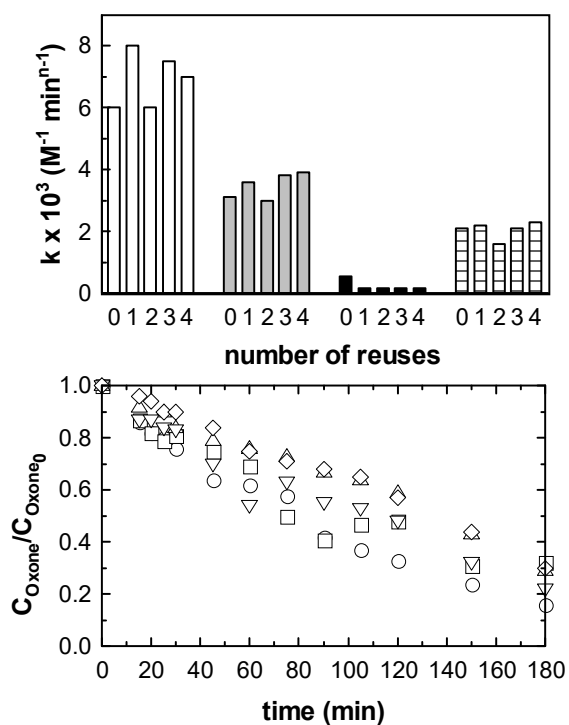 8
6
4
2
0
k x 10³ (M⁻¹ minⁿ⁻¹)
0 1 2 3 4 0 1 2 3 4 0 1 2 3 4 0 1 2 3 4
number of reuses
1.0
0.8
0.6
0.4
0.2
0.0
C_Oxone/C_Oxone₀
0 20 40 60 80 100 120 140 160 180
time (min)